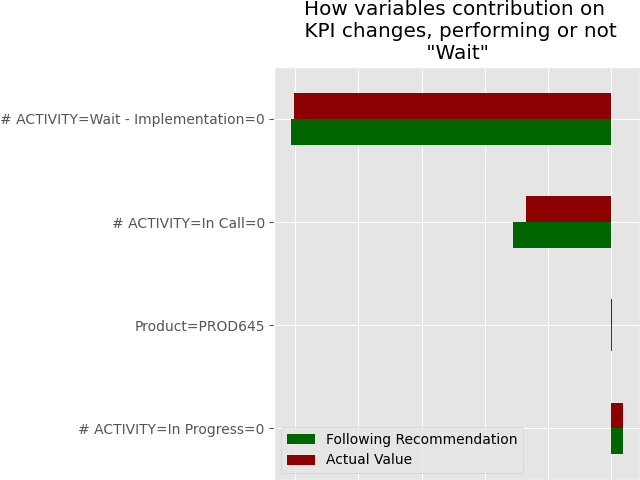 How variables contribution on
KPI changes, performing or not
"Wait"
# ACTIVITY=Wait - Implementation=0
# ACTIVITY=In Call=0
Product=PROD645
# ACTIVITY=In Progress=0
Following Recommendation
Actual Value